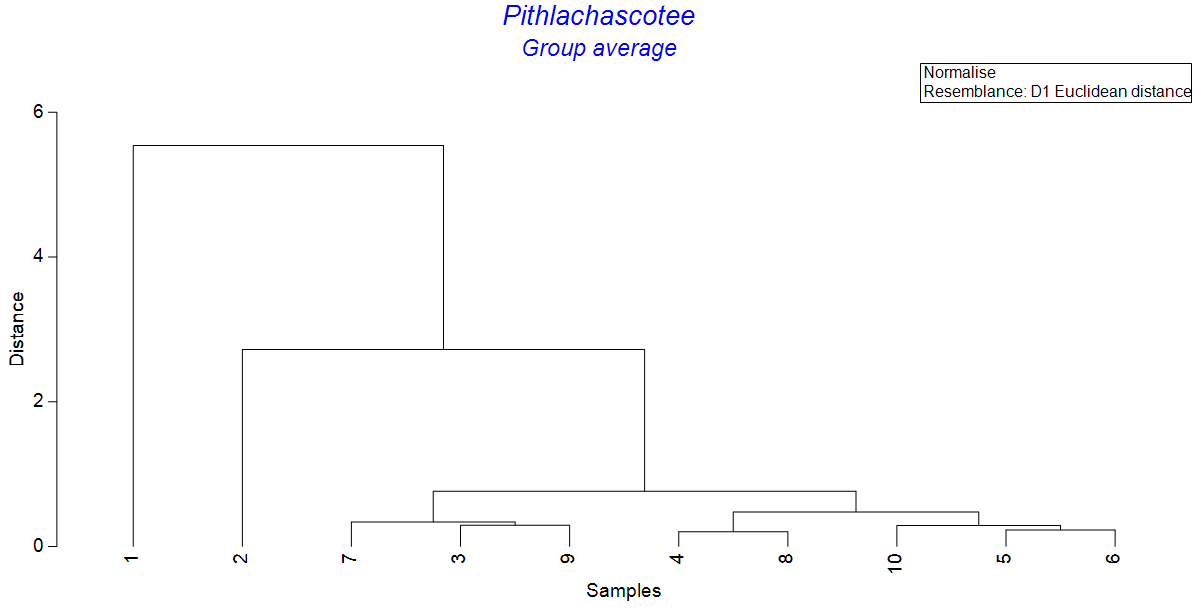 Pithlachascotee
Group average
Normalise
Resemblance: D1 Euclidean distance
6
4
2
0
Distance
1 2 7 3 9 4 8 10 5 6
Samples